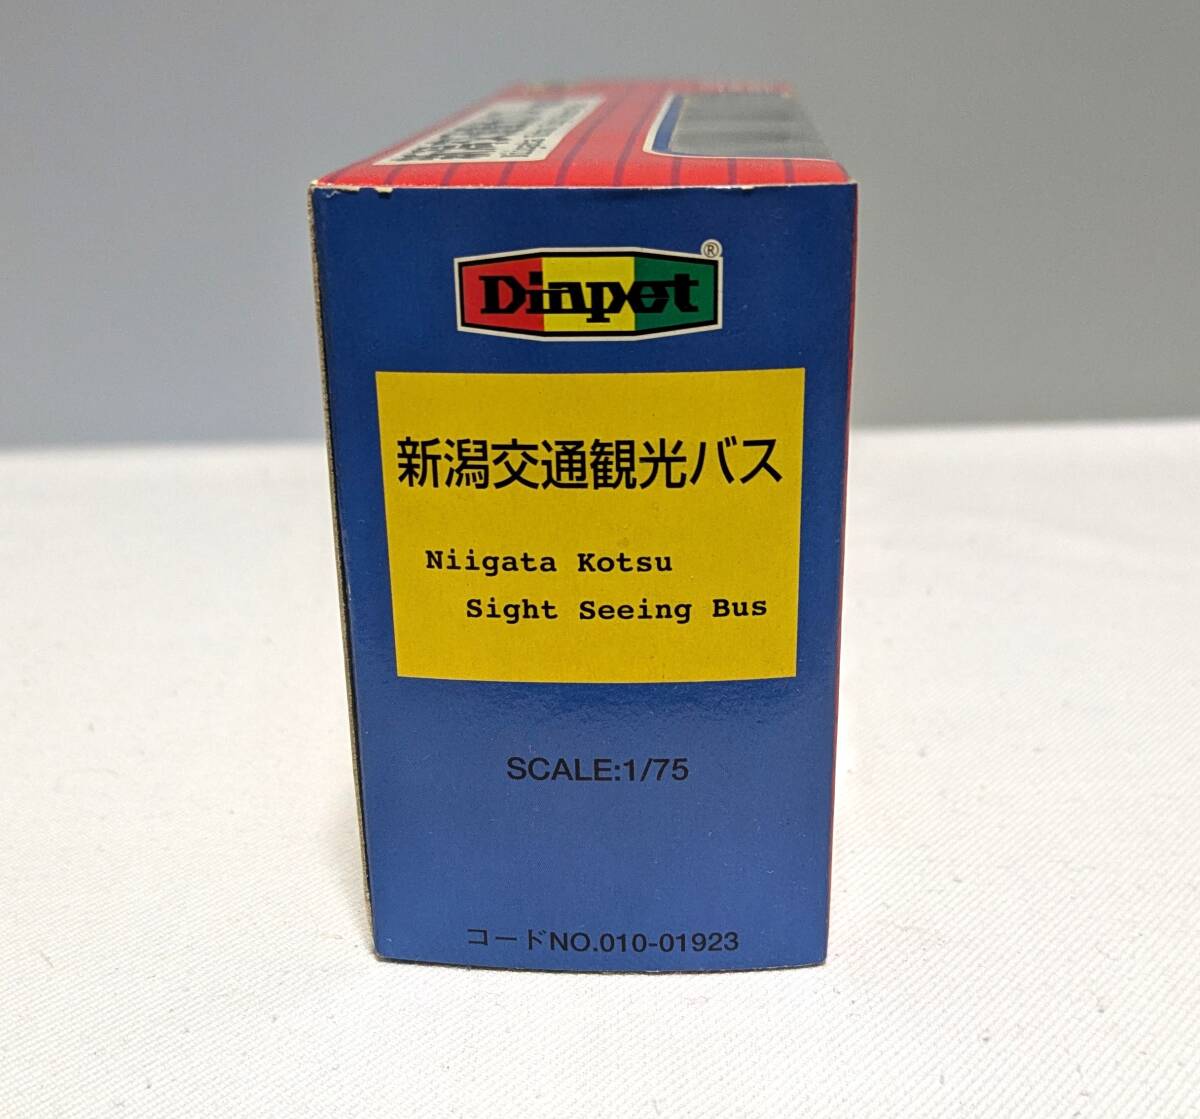 Dinpet®
新潟交通観光バス
Niigata Kotsu
Sight Seeing Bus
SCALE:1/75
コードNO.010-01923